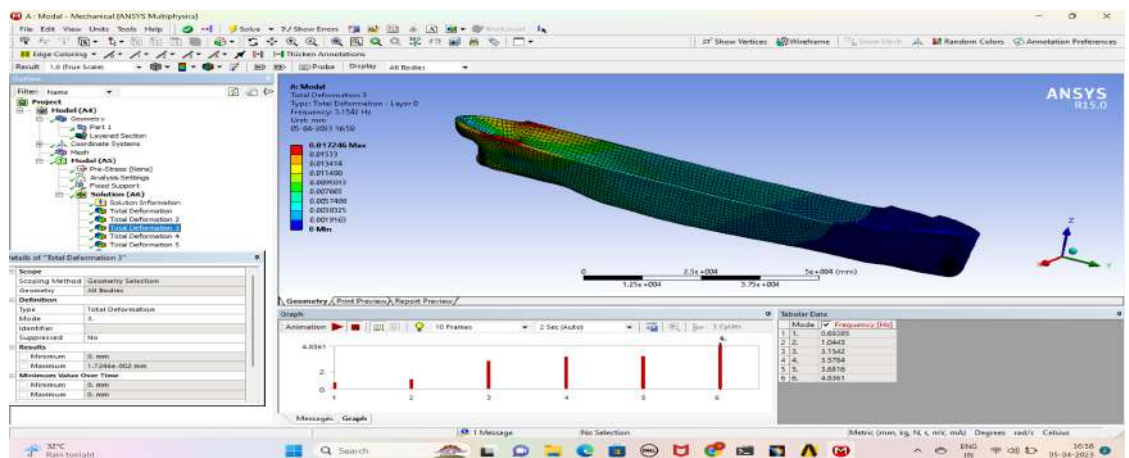 A : Modal - Mechanical [ANSYS Multiphysics]
File Edit View Units Tools Help Solve ?/ Show Errors
Show Vertices Wireframe Random Colors Annotation Preferences
Edge Coloring Thicken Annotations
Result 1.0 (True Scale) Probe Display All Bodies
Outline
Filter: Name
Project
Model (A4)
Geometry
Part 1
Layered Section
Coordinate Systems
Mesh
Modal (A5)
Pre-Stress (None)
Analysis Settings
Fixed Support
Solution (A6)
Solution Information
Total Deformation
Total Deformation 2
Total Deformation 3
Total Deformation 4
Total Deformation 5
Details of "Total Deformation 3"
Scope
Scoping Method Geometry Selection
Geometry All Bodies
Definition
Type Total Deformation
Mode 3.
Identifier
Suppressed No
Results
Minimum 0. mm
Maximum 1.7246e-002 mm
Minimum Value Over Time
Minimum 0. mm
Maximum 0. mm
A: Modal
Total Deformation 3
Type: Total Deformation - Layer 0
Frequency: 3.1542 Hz
Unit: mm
05-04-2023 16:58
0.017246 Max
0.01533
0.013414
0.011498
0.0095813
0.007665
0.0057488
0.0038325
0.0019163
0 Min
ANSYS
R15.0
Z
Y
0 2.5e+004 5e+004 (mm)
1.25e+004 3.75e+004
Geometry Print Preview Report Preview
Graph
Animation 10 Frames 2 Sec (Auto) 3 Cycles
4.8361
2.
0.
6.
1 2 3 4 5 6
Messages Graph
Tabular Data
Mode Frequency [Hz]
1 1.
2 2. 1.0443
3 3. 3.1542
4 4. 3.5784
5 5. 3.6816
6 6. 4.8361
1 Message No Selection Metric (mm, kg, N, s, mV, mA) Degrees rad/s Celsius
32°C
Rain tonight
Search
ENG
IN
16:58
05-04-2023